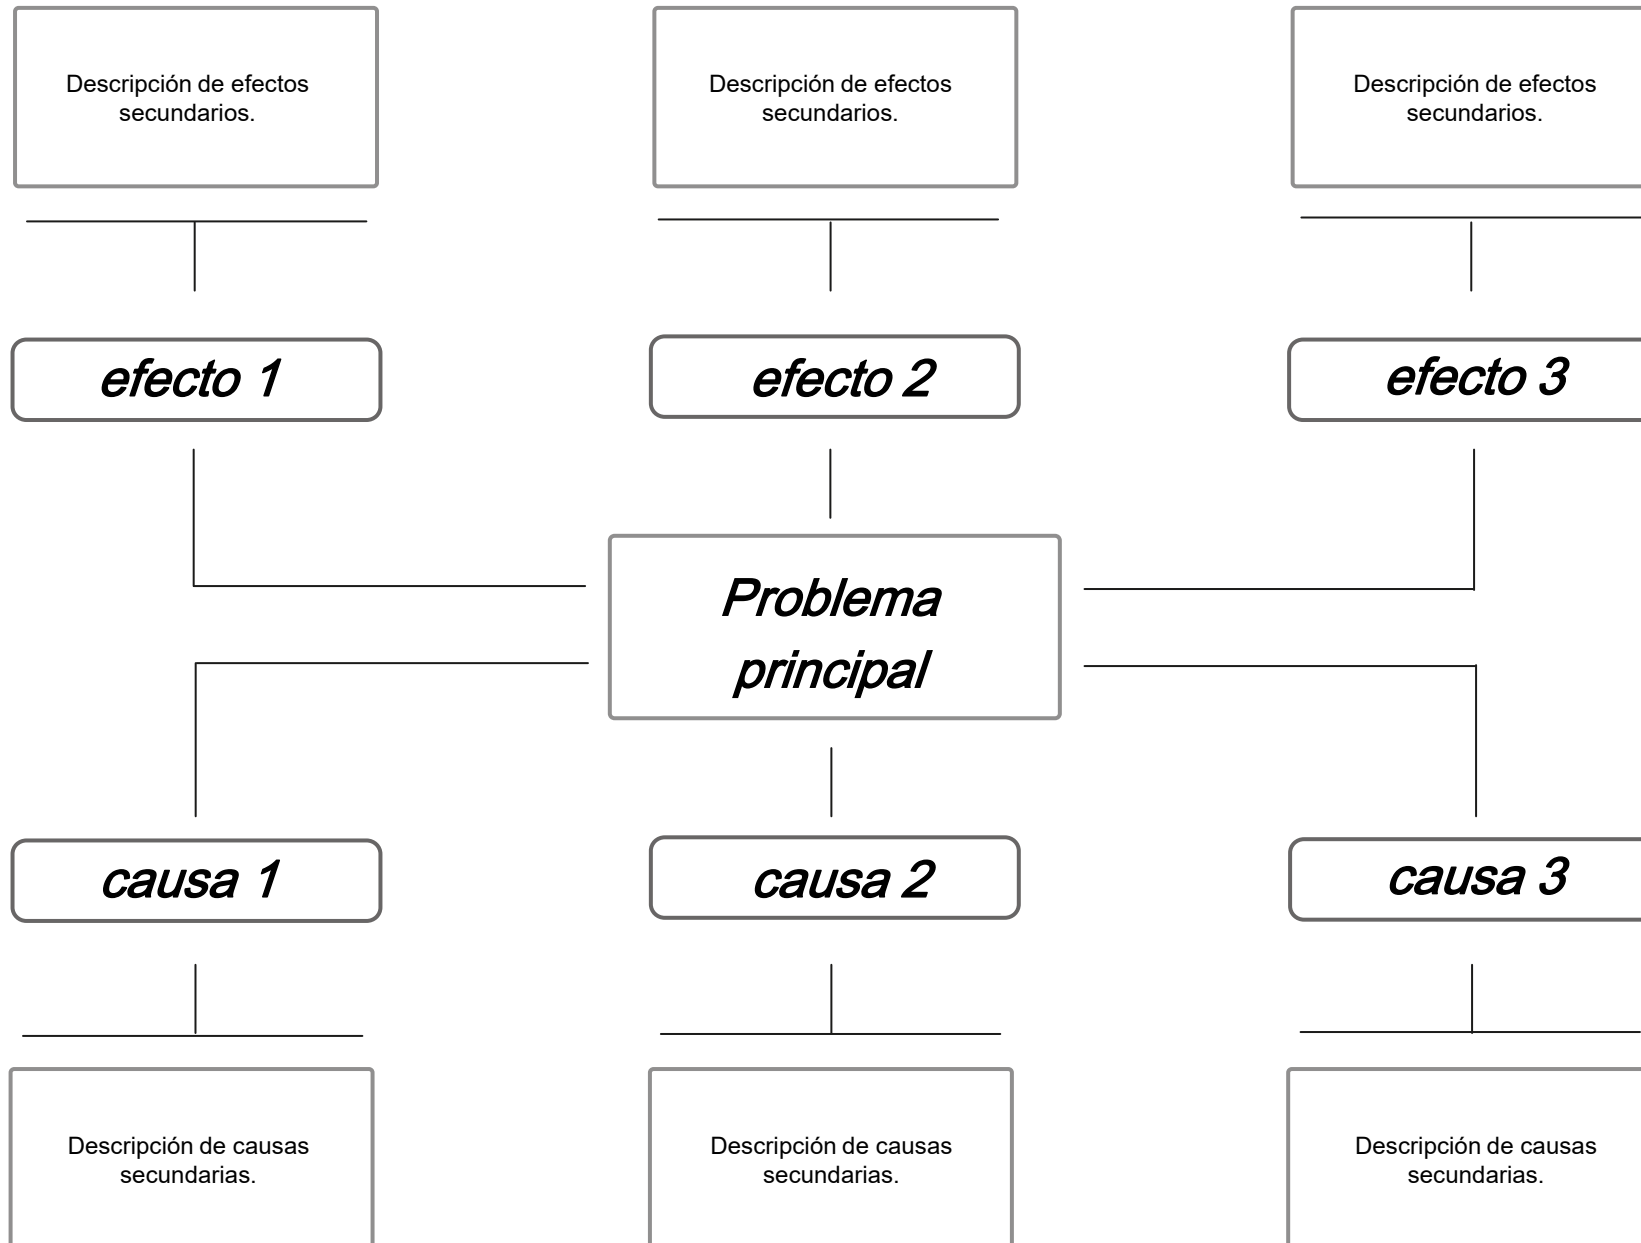 Descripción de efectos
secundarios.
Descripción de efectos
secundarios.
Descripción de efectos
secundarios.
efecto 1
efecto 2
efecto 3
Problema
principal
causa 1
causa 2
causa 3
Descripción de causas
secundarias.
Descripción de causas
secundarias.
Descripción de causas
secundarias.